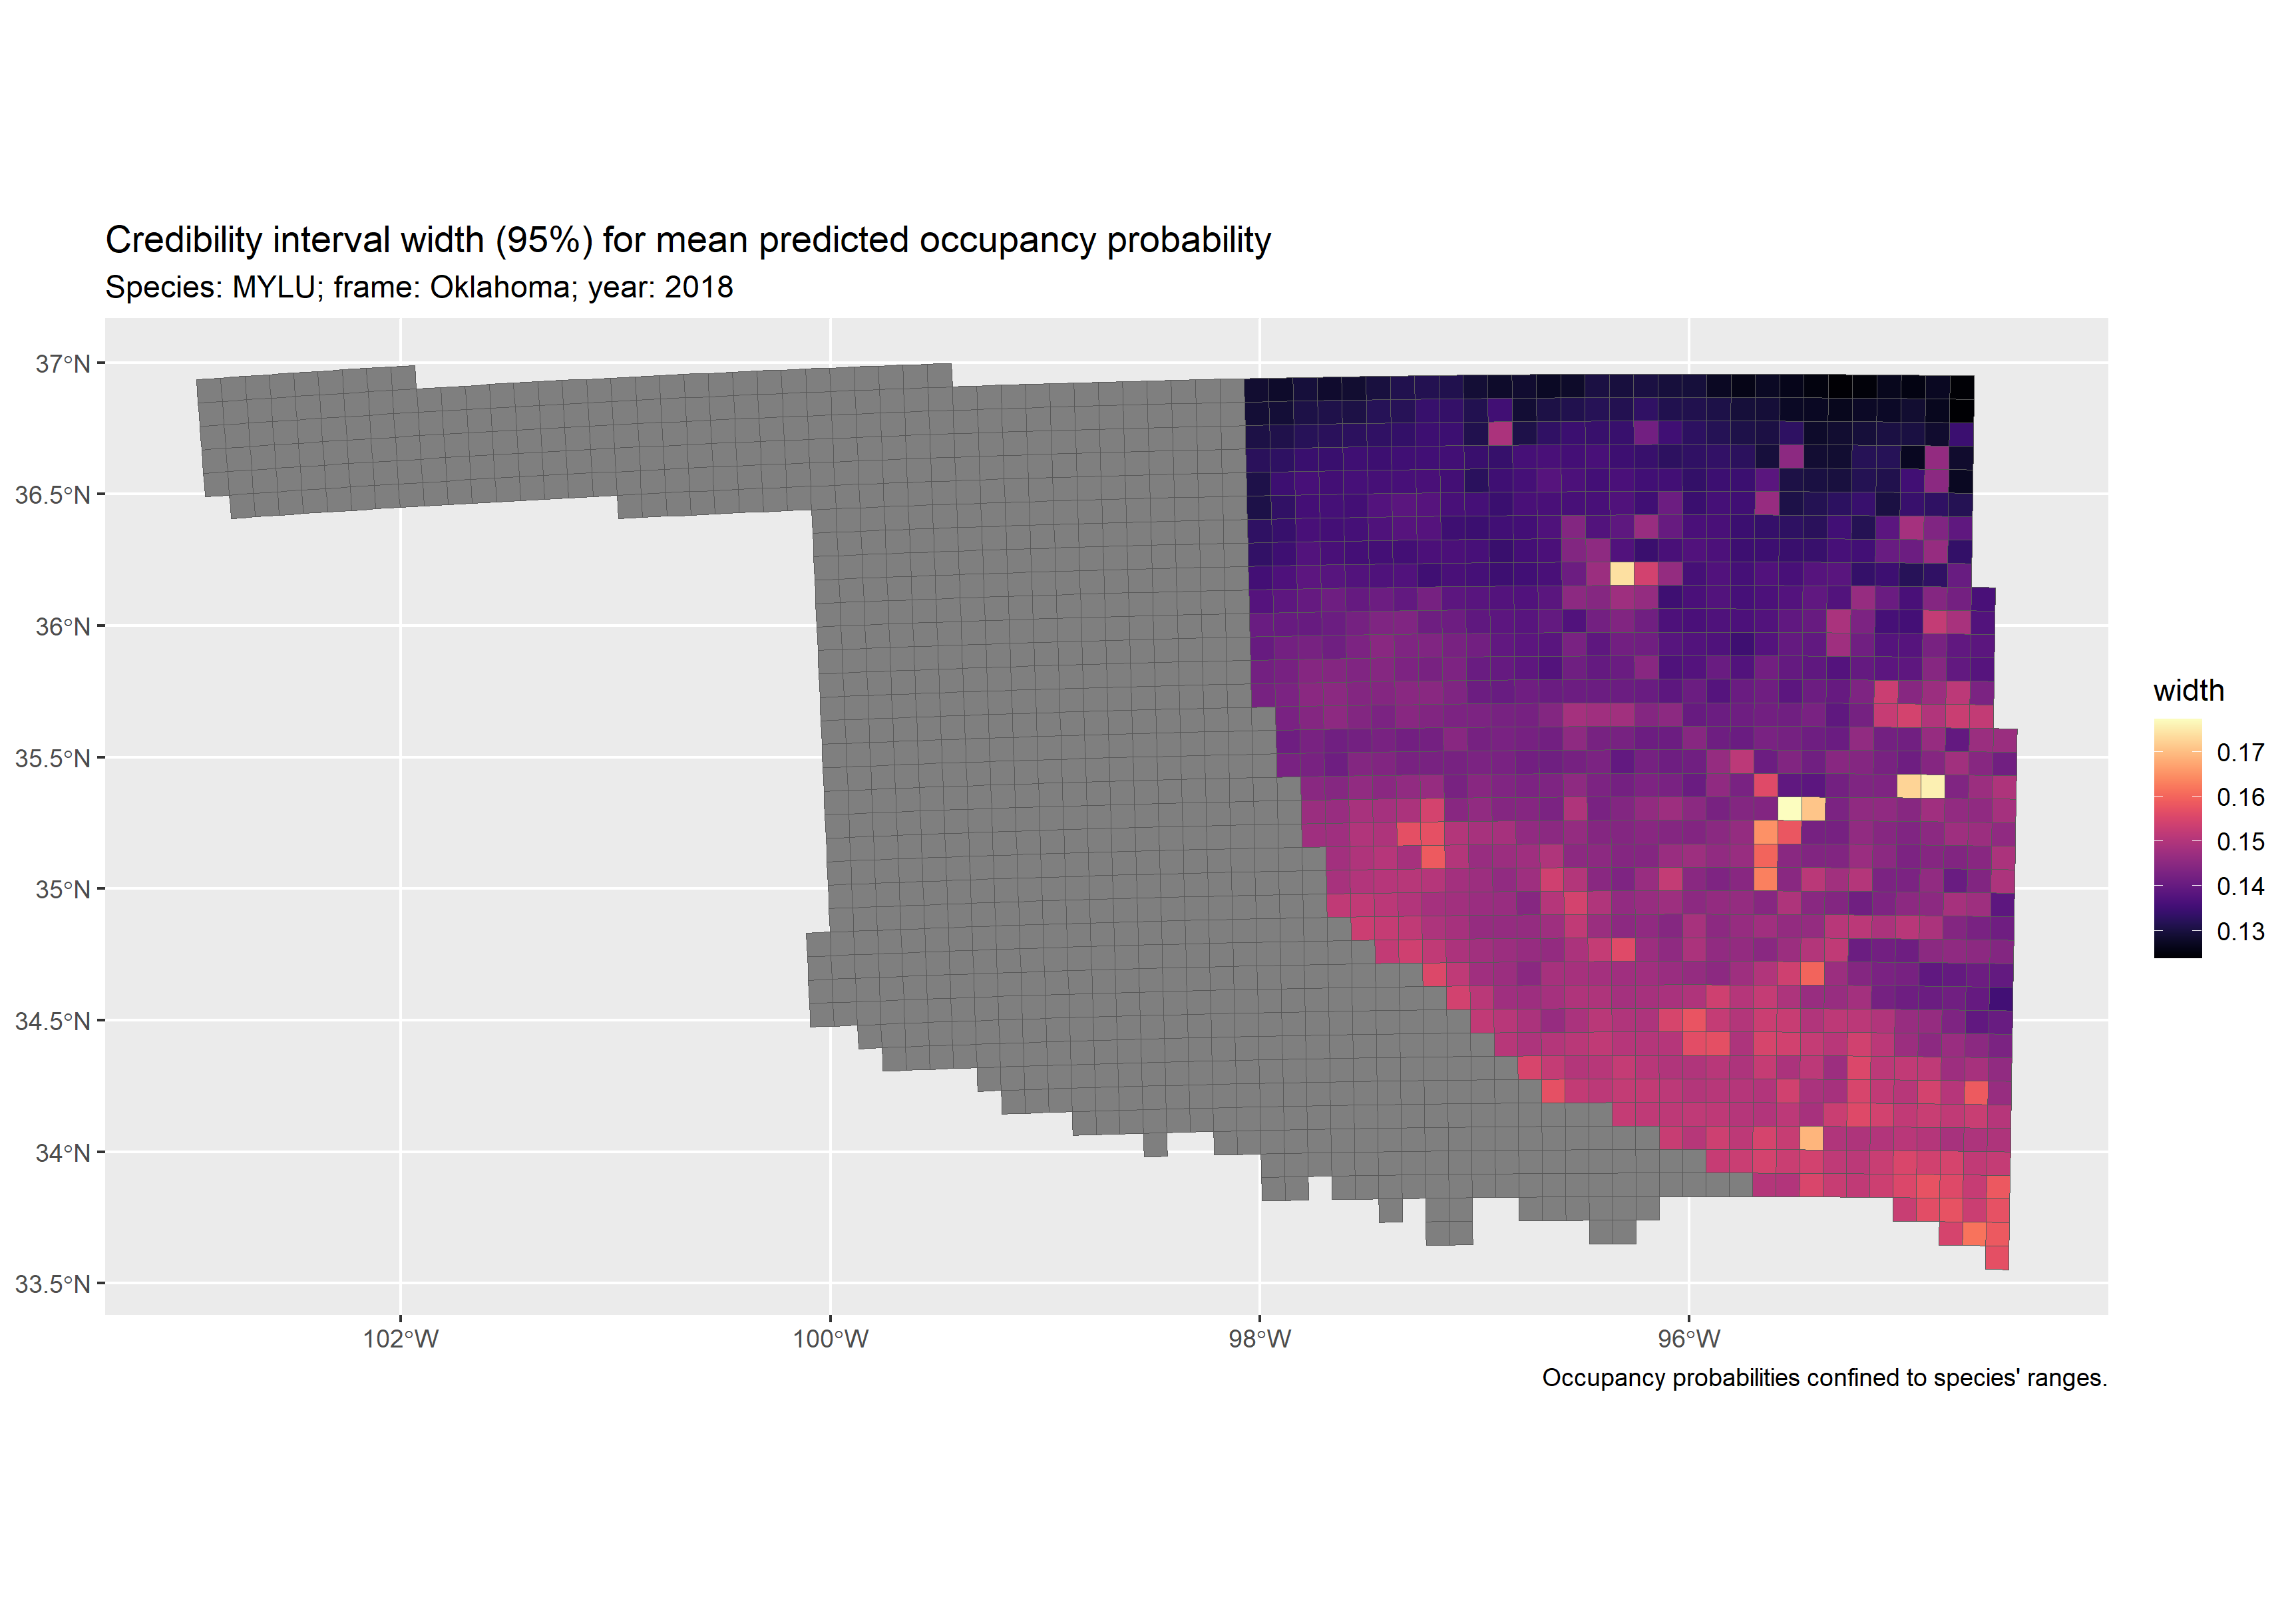 Credibility interval width (95%) for mean predicted occupancy probability
Species: MYLU; frame: Oklahoma; year: 2018
37°N
36.5°N
36°N
35.5°N
35°N
34.5°N
34°N
33.5°N
102°W
100°W
98°W
96°W
width
0.17
0.16
0.15
0.14
0.13
Occupancy probabilities confined to species' ranges.